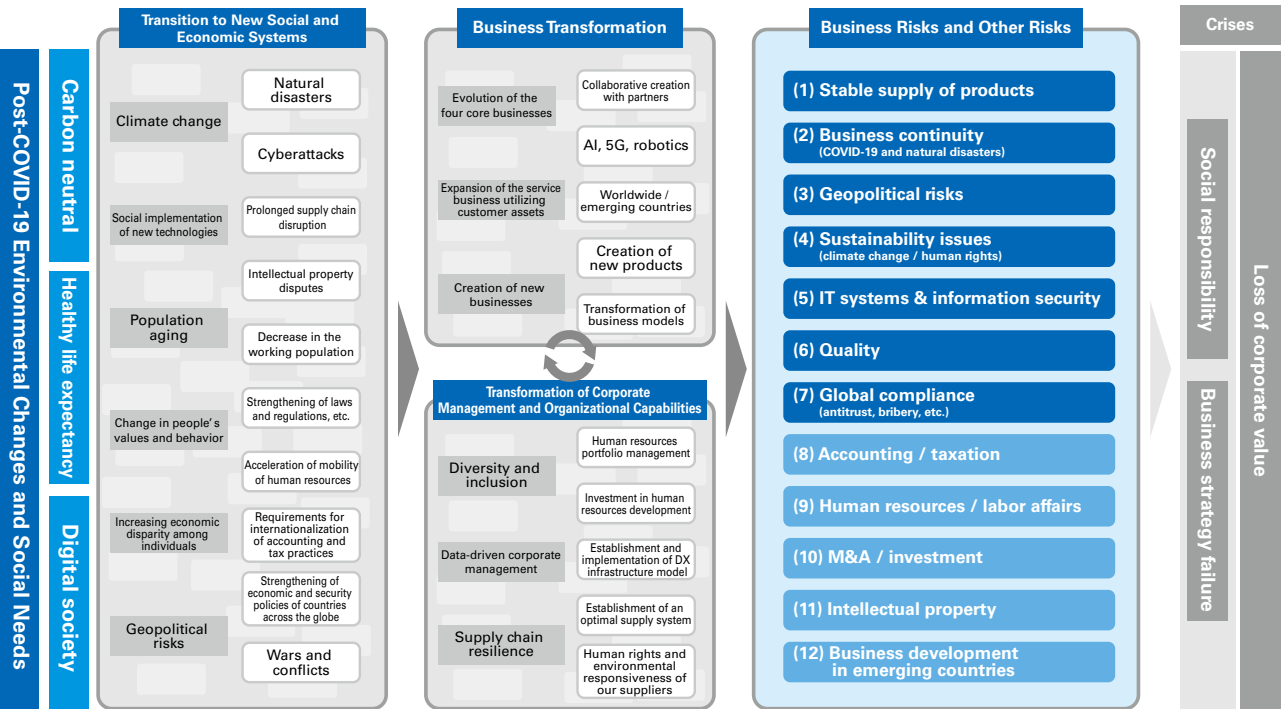 Post-COVID-19 Environmental Changes and Social Needs
Carbon neutral
Healthy life expectancy
Digital society
Transition to New Social and
Economic Systems
Climate change
Social implementation
of new technologies
Population
aging
Change in people's
values and behavior
Increasing economic
disparity among
individuals
Geopolitical
risks
Natural
disasters
Cyberattacks
Prolonged supply chain
disruption
Intellectual property
disputes
Decrease in the
working population
Strengthening of laws
and regulations, etc.
Acceleration of mobility
of human resources
Requirements for
internationalization
of accounting and
tax practices
Strengthening of
economic and security
policies of countries
across the globe
Wars and
conflicts
Business Transformation
Evolution of the
four core businesses
Expansion of the service
business utilizing
customer assets
Creation of new
businesses
Collaborative creation
with partners
AI, 5G, robotics
Worldwide /
emerging countries
Creation of
new products
Transformation of
business models
Transformation of Corporate
Management and Organizational Capabilities
Diversity and
inclusion
Data-driven corporate
management
Supply chain
resilience
Human resources
portfolio management
Investment in human
resources development
Establishment and
implementation of DX
infrastructure model
Establishment of an
optimal supply system
Human rights and
environmental
responsiveness of
our suppliers
Business Risks and Other Risks
(1) Stable supply of products
(2) Business continuity
(COVID-19 and natural disasters)
(3) Geopolitical risks
(4) Sustainability issues
(climate change / human rights)
(5) IT systems & information security
(6) Quality
(7) Global compliance
(antitrust, bribery, etc.)
(8) Accounting / taxation
(9) Human resources / labor affairs
(10) M&A / investment
(11) Intellectual property
(12) Business development
in emerging countries
Crises
Social responsibility
Business strategy failure
Loss of corporate value